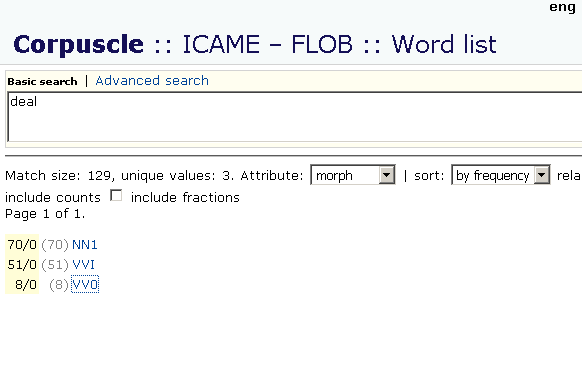 eng
Corpuscle :: ICAME – FLOB :: Word list
Basic search | Advanced search
deal
Match size: 129, unique values: 3. Attribute: morph | sort: by frequency rela
include counts include fractions
Page 1 of 1.
70/0 (70) NN1
51/0 (51) VVI
8/0 (8) VV0